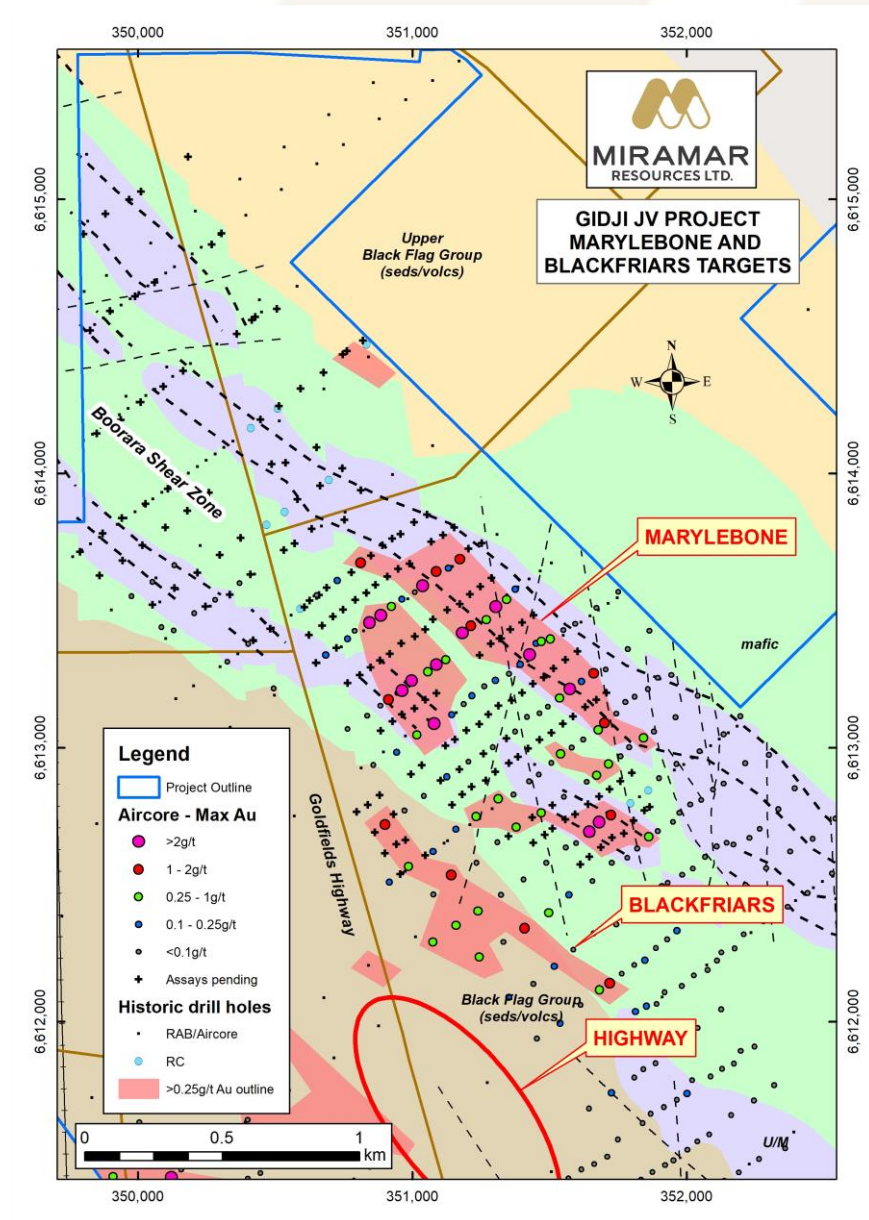 350,000
351,000
352,000
MIRAMAR
RESOURCES LTD.
GIDJI JV PROJECT
MARYLEBONE AND
BLACKFRIARS TARGETS
6,615,000
6,615,000
Upper
Black Flag Group
(seds/volcs)
N
W
E
S
Boorara Shear Zone
6,614,000
6,614,000
MARYLEBONE
mafic
6,613,000
6,613,000
Legend
Project Outline
Aircore - Max Au
>2g/t
1 - 2g/t
0.25 - 1g/t
0.1 - 0.25g/t
<0.1g/t
Assays pending
Historic drill holes
RAB/Aircore
RC
>0.25g/t Au outline
Goldfields Highway
BLACKFRIARS
Black Flag Group
(seds/volcs)
6,612,000
6,612,000
HIGHWAY
U/M
0
0.5
1
km
350,000
351,000
352,000